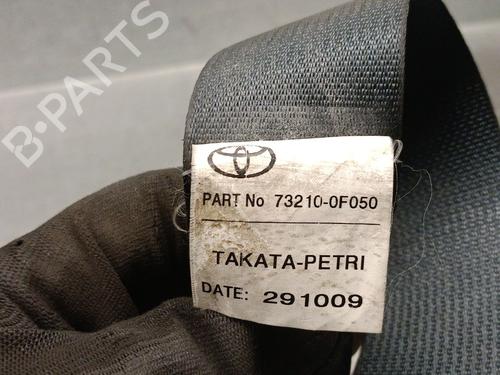 B-PARTS
PART No 73210-0F050
TAKATA-PETRI
DATE: 291009